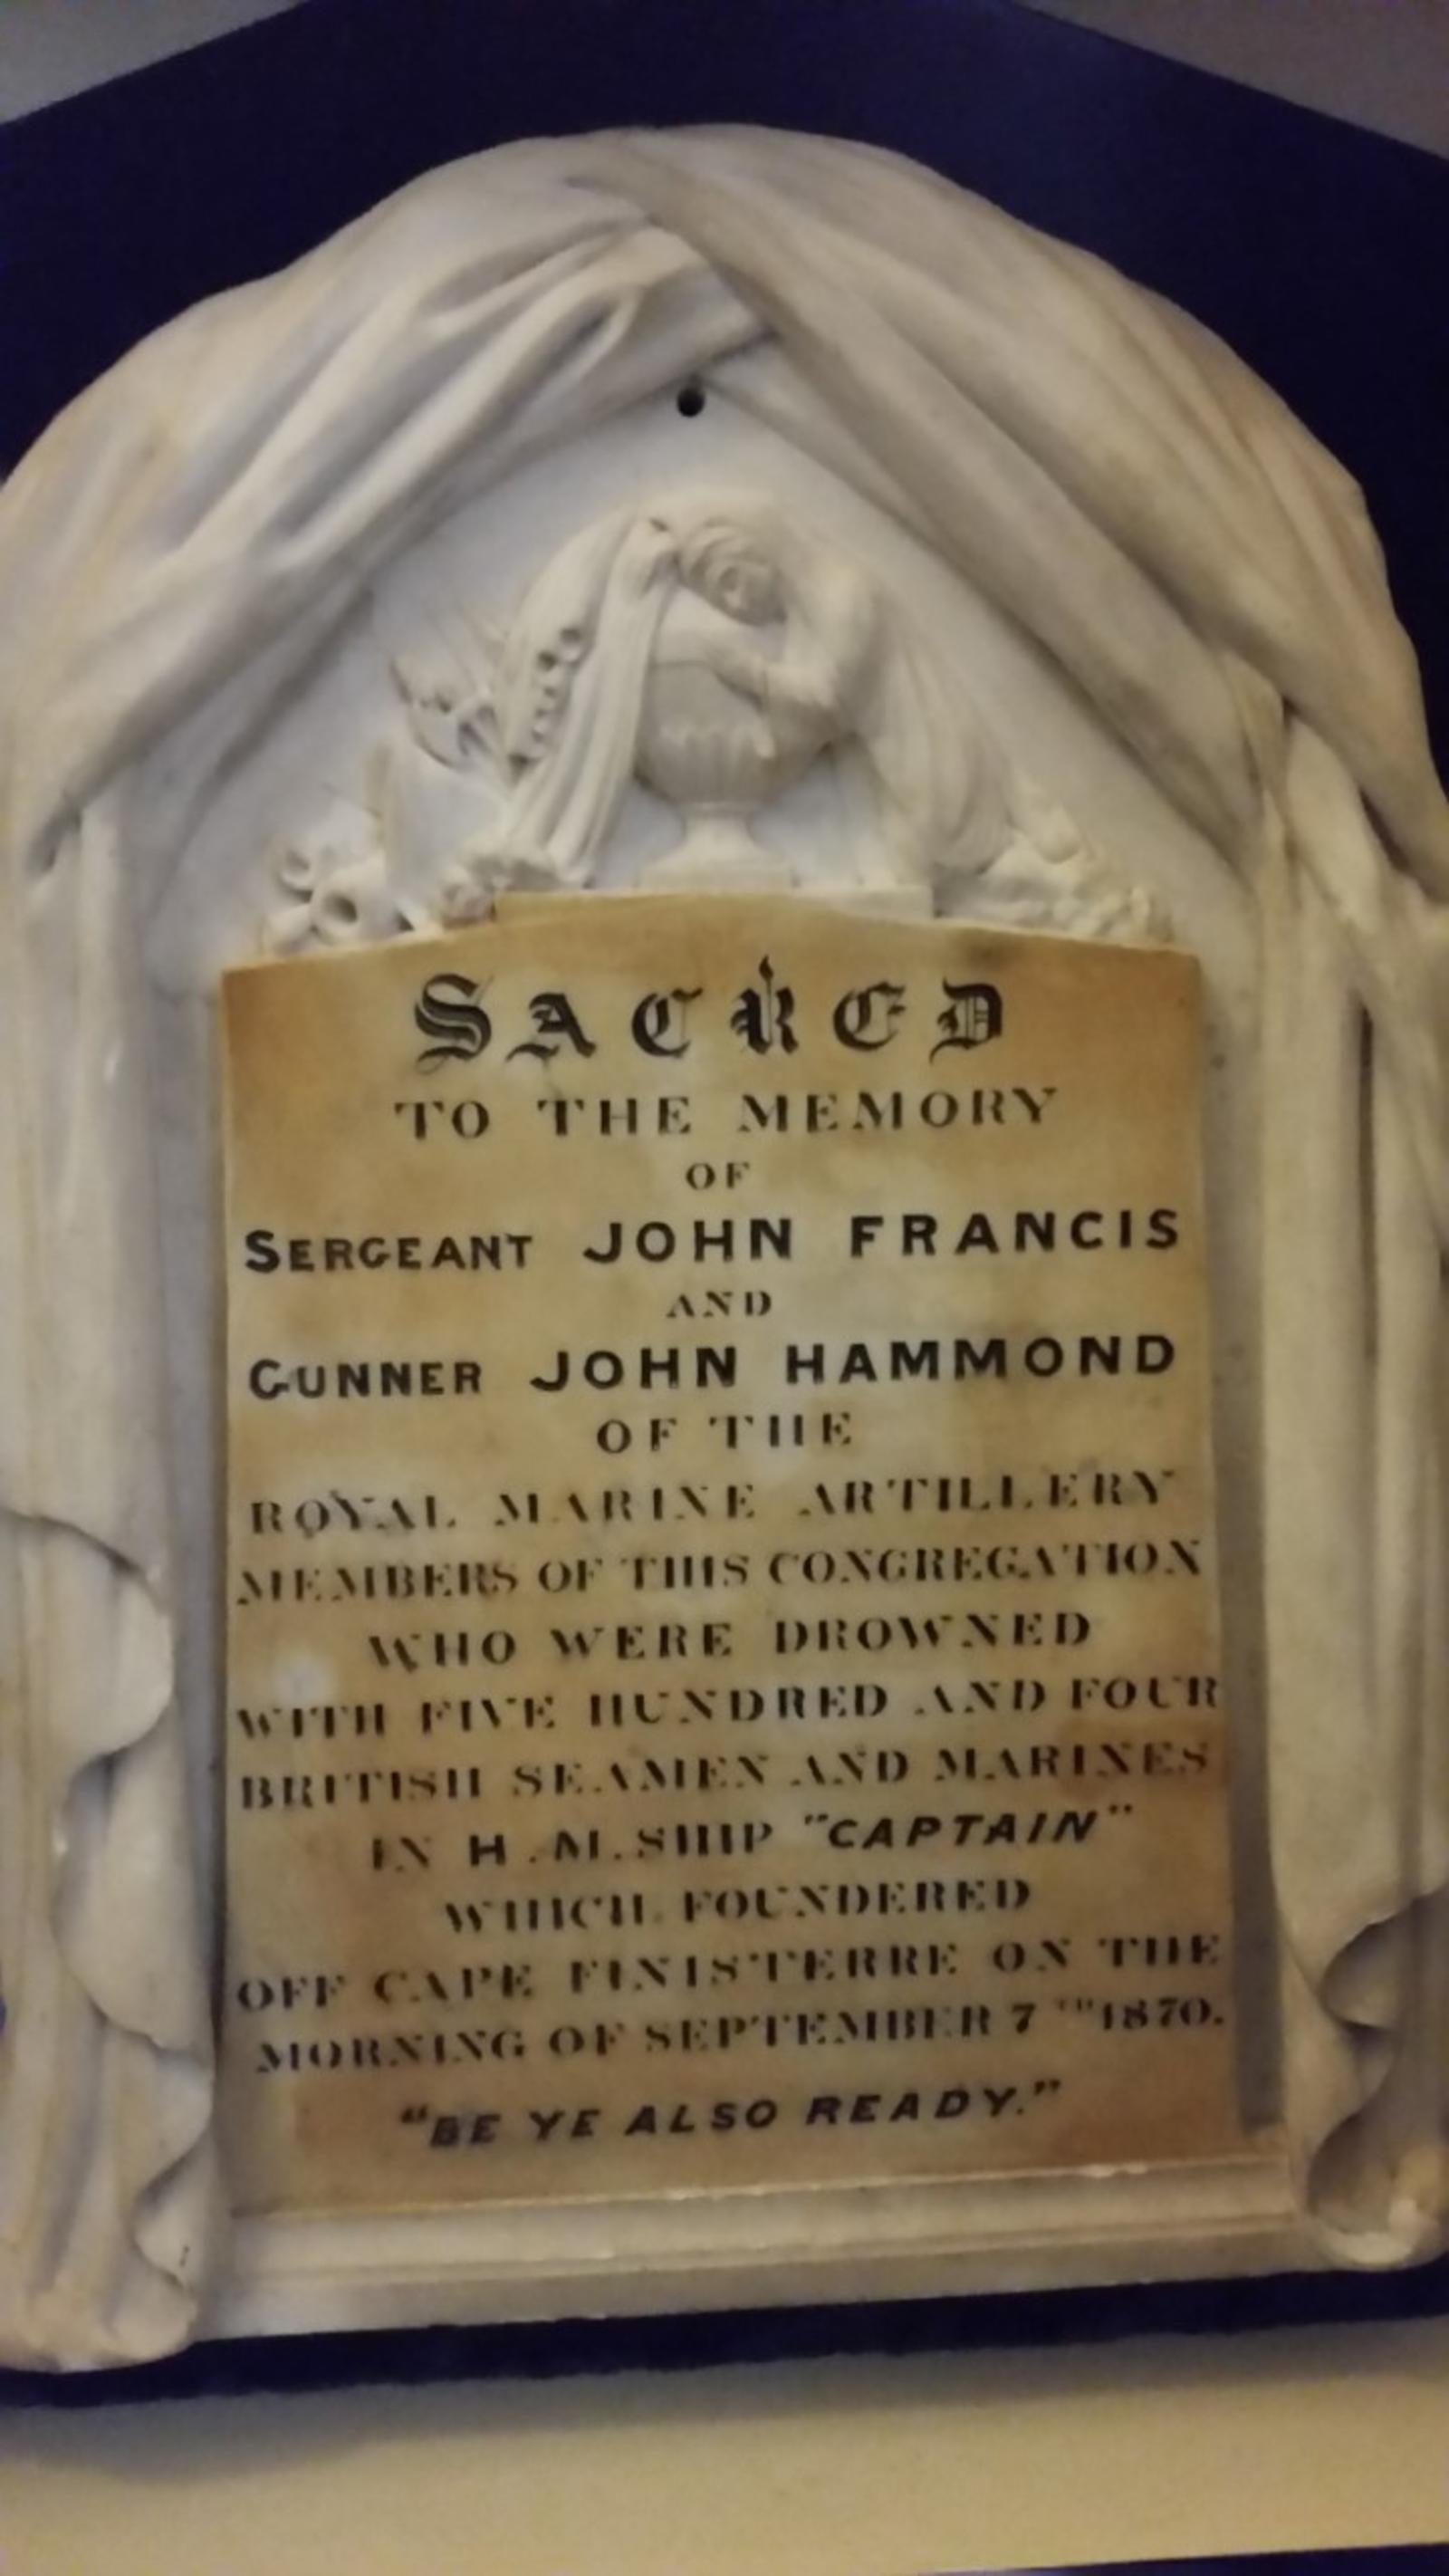 SACRED
TO THE MEMORY
OF
SERGEANT JOHN FRANCIS
AND
GUNNER JOHN HAMMOND
OF THE
ROYAL MARINE ARTILLERY
MEMBERS OF THIS CONGREGATION
WHO WERE DROWNED
WITH FIVE HUNDRED AND FOUR
BRITISH SEAMEN AND MARINES
IN H.M.SHIP "CAPTAIN"
WHICH FOUNDERED
OFF CAPE FINISTERRE ON THE
MORNING OF SEPTEMBER 7TH 1870.
"BE YE ALSO READY."